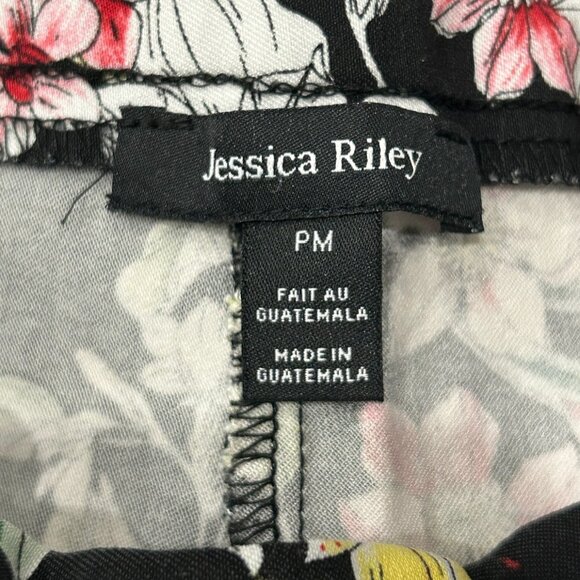 Jessica Riley
PM
FAIT AU
GUATEMALA
MADE IN
GUATEMALA